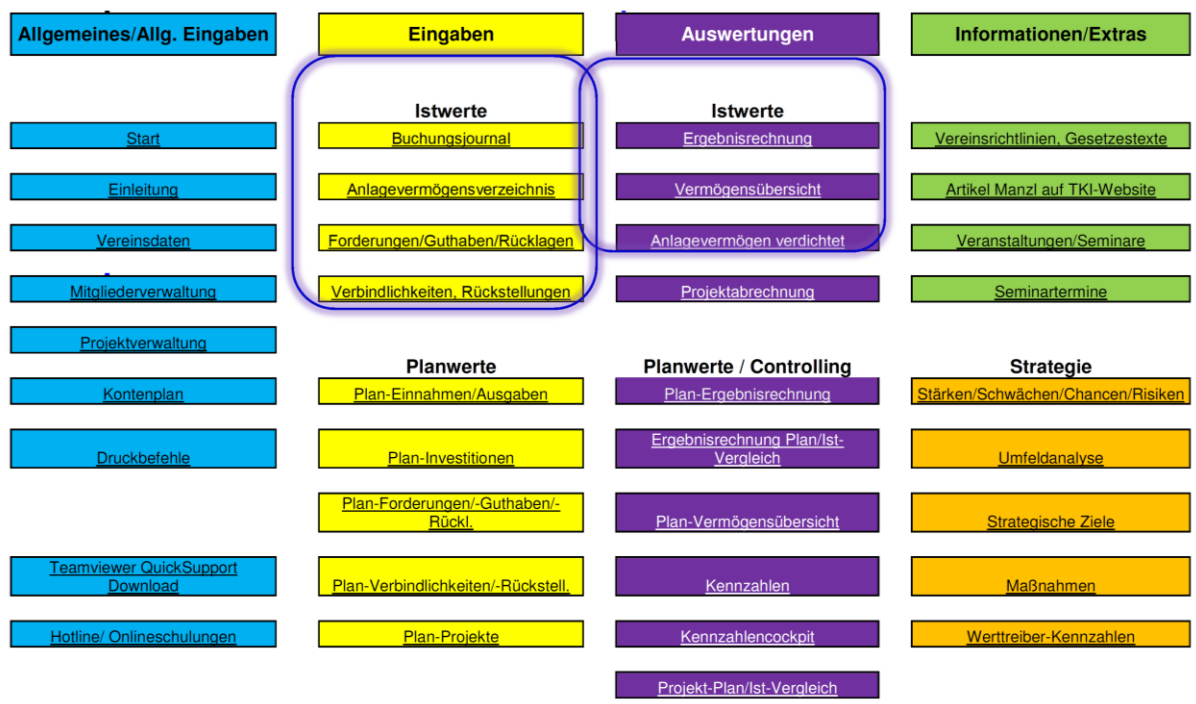 Allgemeines/Allg. Eingaben
Start
Einleitung
Vereinsdaten
Mitgliederverwaltung
Projektverwaltung
Kontenplan
Druckbefehle
Teamviewer QuickSupport
Download
Hotline/ Onlineschulungen
Eingaben
Istwerte
Buchungsjournal
Anlagevermögensverzeichnis
Forderungen/Guthaben/Rücklagen
Verbindlichkeiten, Rückstellungen
Planwerte
Plan-Einnahmen/Ausgaben
Plan-Investitionen
Plan-Forderungen/-Guthaben/-
Rückl.
Plan-Verbindlichkeiten/-Rückstell.
Plan-Projekte
Auswertungen
Istwerte
Ergebnisrechnung
Vermögensübersicht
Anlagevermögen verdichtet
Projektabrechnung
Planwerte / Controlling
Plan-Ergebnisrechnung
Ergebnisrechnung Plan/Ist-
Vergleich
Plan-Vermögensübersicht
Kennzahlen
Kennzahlencockpit
Projekt-Plan/Ist-Vergleich
Informationen/Extras
Vereinsrichtlinien, Gesetzestexte
Artikel Manzl auf TKI-Website
Veranstaltungen/Seminare
Seminartermine
Strategie
Stärken/Schwächen/Chancen/Risiken
Umfeldanalyse
Strategische Ziele
Maßnahmen
Werttreiber-Kennzahlen